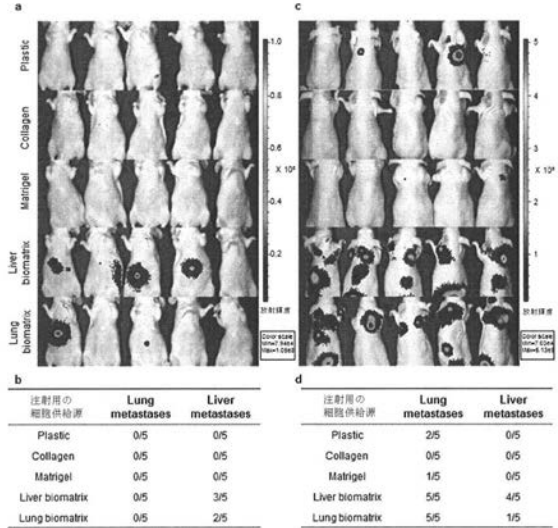 a
c
Plastic
Collagen
Matrigel
Liver
biomatrix
Lung
biomatrix
1.0
0.8
0.6
0.4
0.2
放射輝度
Color scale
5
4
3
2
1
放射輝度
Color scale
b
注射用の
細胞供給源
Lung
metastases
Liver
metastases
Plastic 0/5 0/5
Collagen 0/5 0/5
Matrigel 0/5 0/5
Liver biomatrix 0/5 3/5
Lung biomatrix 0/5 2/5
d
注射用の
細胞供給源
Lung
metastases
Liver
metastases
Plastic 2/5 0/5
Collagen 0/5 0/5
Matrigel 1/5 0/5
Liver biomatrix 5/5 4/5
Lung biomatrix 5/5 1/5